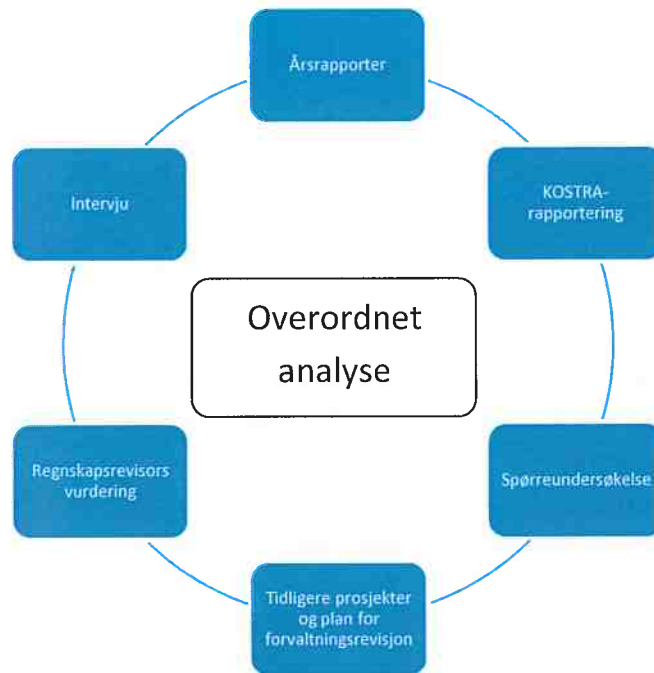 Årsrapporter
KOSTRA-
rapportering
Spørreundersøkelse
Tidligere prosjekter
og plan for
forvaltningsrevisjon
Regnskapsrevisors
vurdering
Intervju
Overordnet
analyse